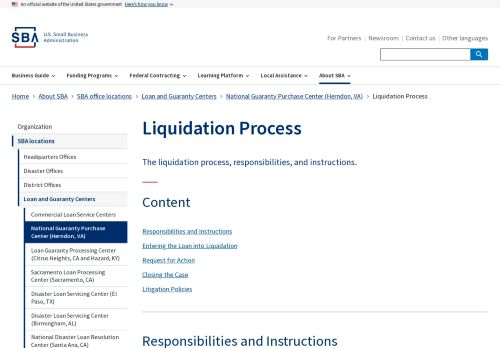 An official website of the United States government Here's how you know
SBA U.S. Small Business
Administration
For Partners Newsroom Contact us Other languages
Business Guide Funding Programs Federal Contracting Learning Platform Local Assistance About SBA
Home > About SBA > SBA office locations > Loan and Guaranty Centers > National Guaranty Purchase Center (Herndon, VA) > Liquidation Process
Organization
SBA locations
Headquarters Offices
Disaster Offices
District Offices
Loan and Guaranty Centers
Commercial Loan Service Centers
National Guaranty Purchase
Center (Herndon, VA)
Loan Guaranty Processing Center
(Citrus Heights, CA and Hazard, KY)
Sacramento Loan Processing
Center (Sacramento, CA)
Disaster Loan Servicing Center (El
Paso, TX)
Disaster Loan Servicing Center
(Birmingham, AL)
National Disaster Loan Resolution
Center (Santa Ana, CA)
Liquidation Process
The liquidation process, responsibilities, and instructions.
Content
Responsibilities and Instructions
Entering the Loan into Liquidation
Request for Action
Closing the Case
Litigation Policies
Responsibilities and Instructions